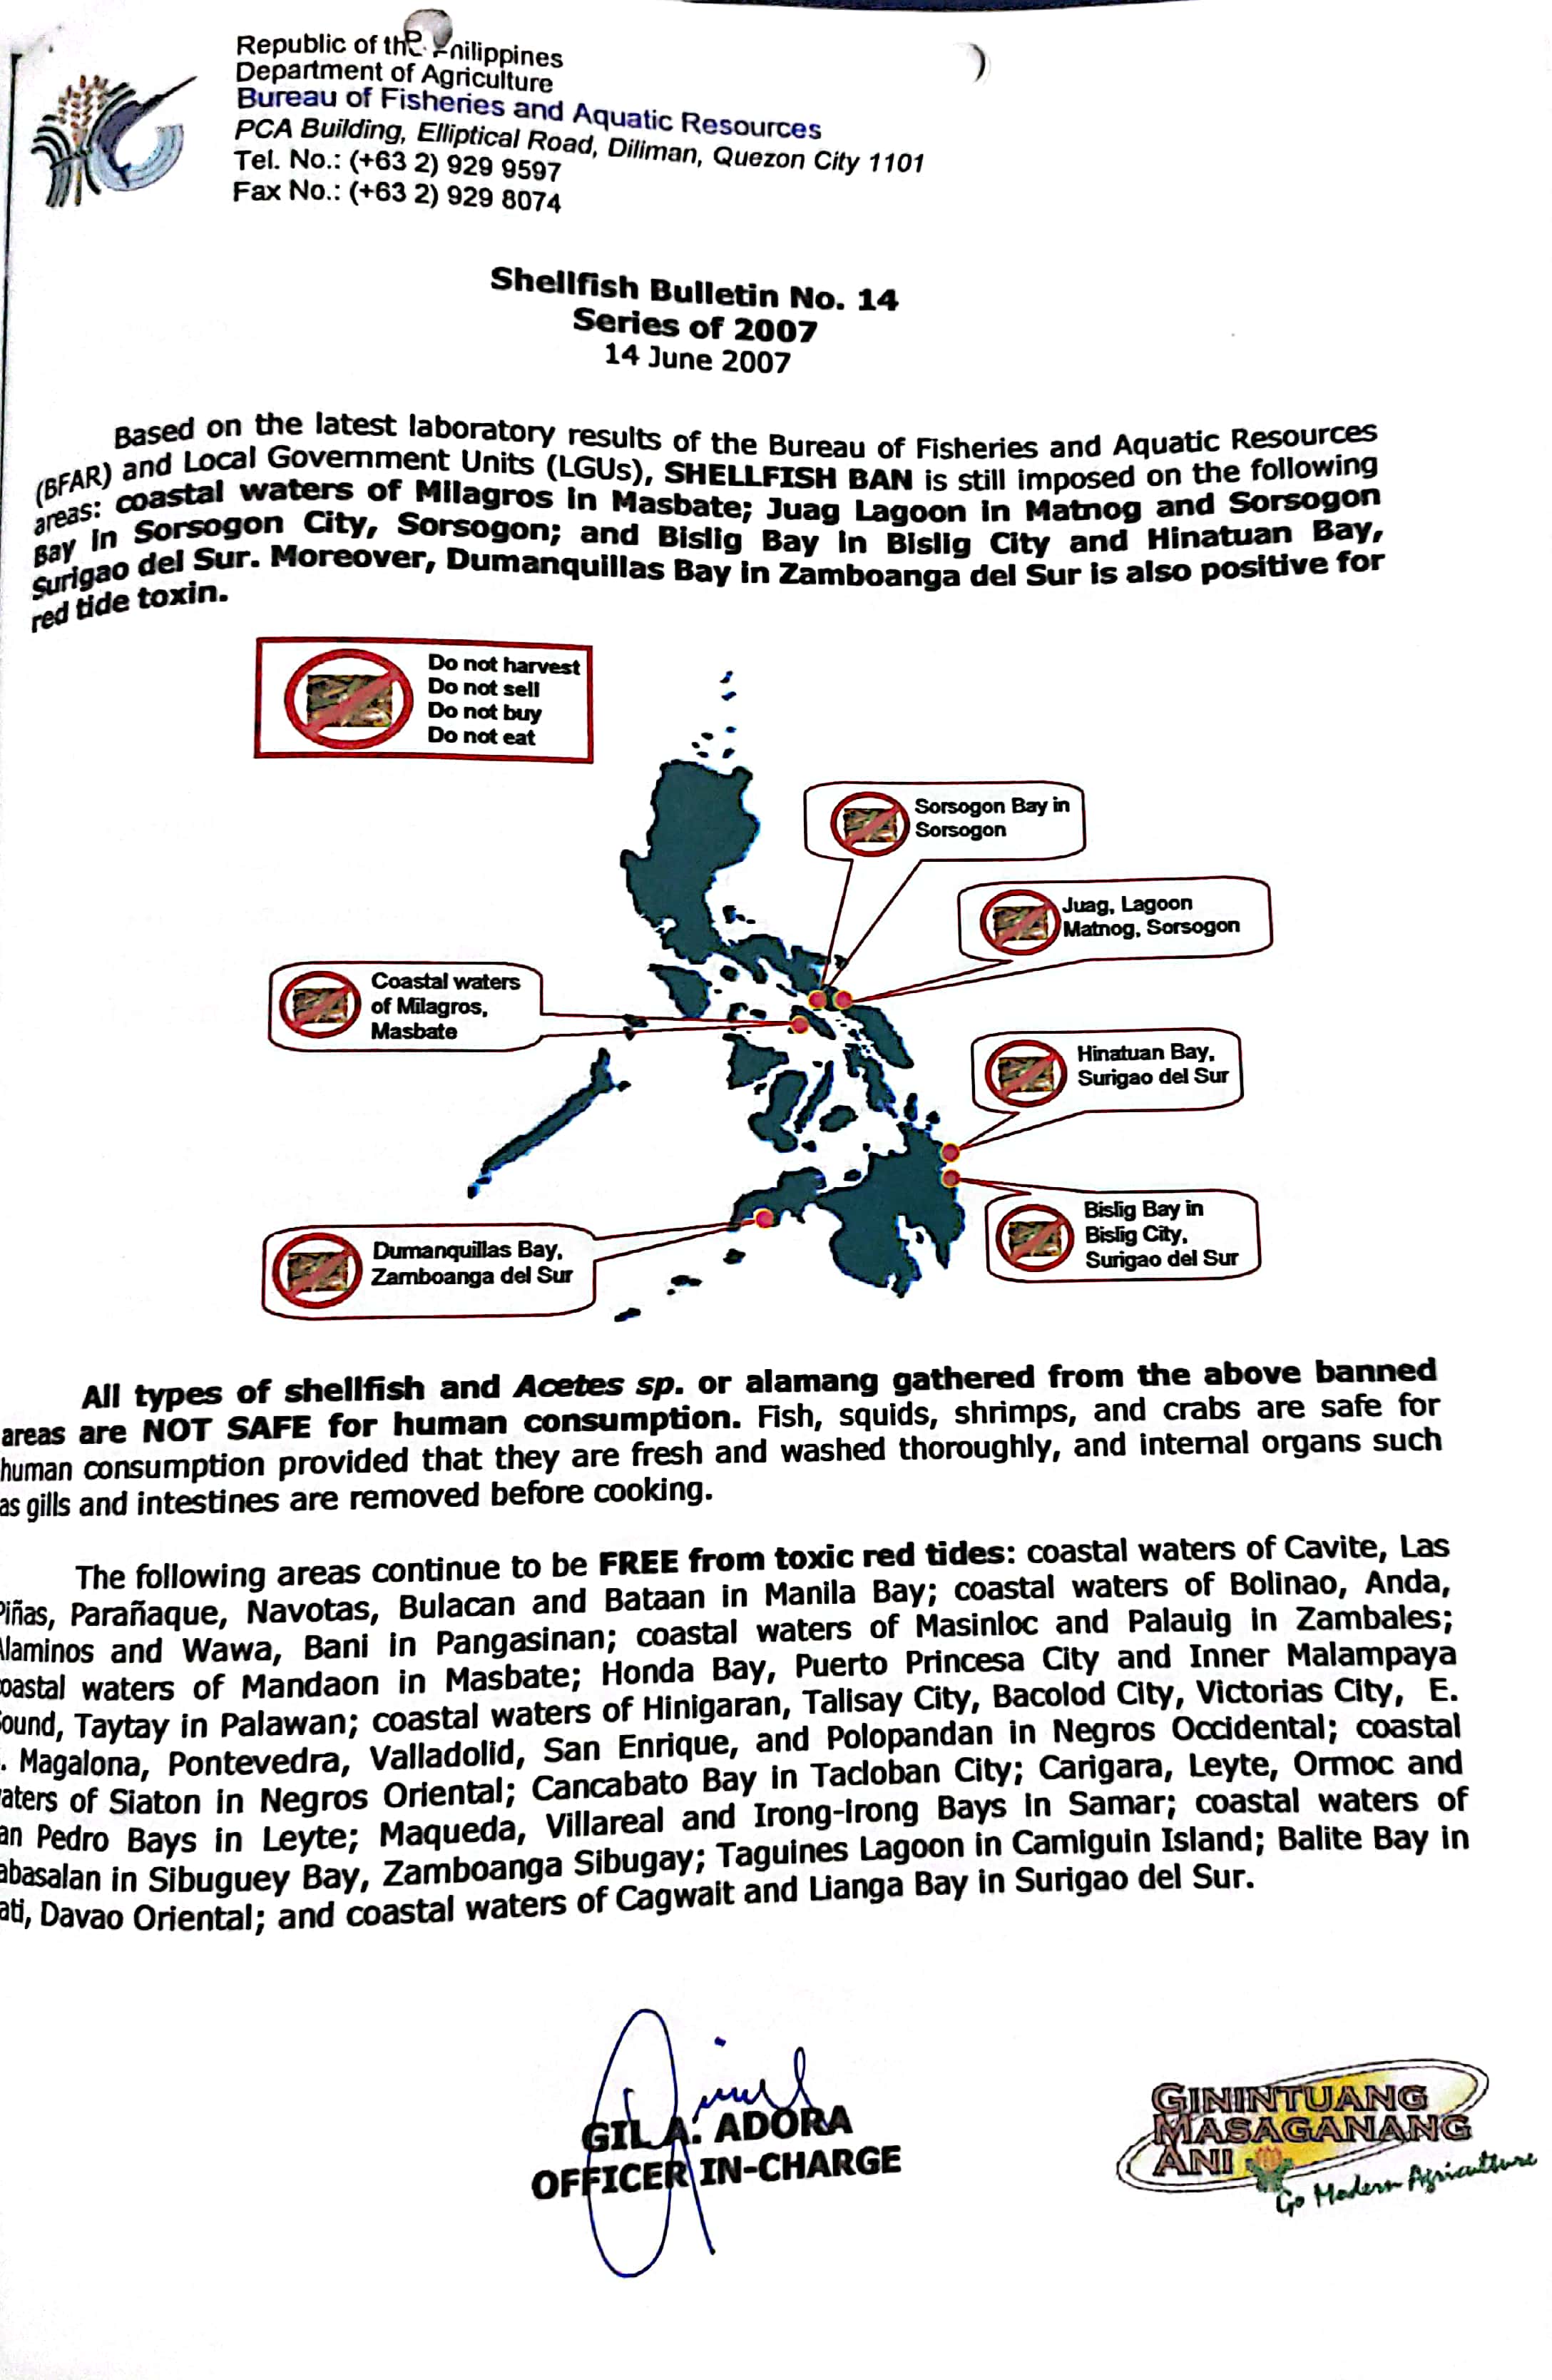 Republic of the Philippines
Department of Agriculture
Bureau of Fisheries and Aquatic Resources
PCA Building, Elliptical Road, Diliman, Quezon City 1101
Tel. No.: (+63 2) 929 9597
Fax No.: (+63 2) 929 8074
Shellfish Bulletin No. 14
Series of 2007
14 June 2007
Based on the latest laboratory results of the Bureau of Fisheries and Aquatic Resources
(BFAR) and Local Government Units (LGUs), SHELLFISH BAN is still imposed on the following
areas: coastal waters of Milagros in Masbate; Juag Lagoon in Matnog and Sorsogon
Bay in Sorsogon City, Sorsogon; and Bislig Bay in Bislig City and Hinatuan Bay,
Surigao del Sur. Moreover, Dumanquillas Bay in Zamboanga del Sur is also positive for
red tide toxin.
Do not harvest
Do not sell
Do not buy
Do not eat
Sorsogon Bay in
Sorsogon
Juag, Lagoon
Matnog, Sorsogon
Coastal waters
of Milagros,
Masbate
Hinatuan Bay,
Surigao del Sur
Bislig Bay in
Bislig City,
Surigao del Sur
Dumanquillas Bay,
Zamboanga del Sur
All types of shellfish and Acetes sp. or alamang gathered from the above banned
areas are NOT SAFE for human consumption. Fish, squids, shrimps, and crabs are safe for
human consumption provided that they are fresh and washed thoroughly, and internal organs such
as gills and intestines are removed before cooking.
The following areas continue to be FREE from toxic red tides: coastal waters of Cavite, Las
Piñas, Parañaque, Navotas, Bulacan and Bataan in Manila Bay; coastal waters of Bolinao, Anda,
Alaminos and Wawa, Bani in Pangasinan; coastal waters of Masinloc and Palauig in Zambales;
oastal waters of Mandaon in Masbate; Honda Bay, Puerto Princesa City and Inner Malampaya
ound, Taytay in Palawan; coastal waters of Hinigaran, Talisay City, Bacolod City, Victorias City, E.
. Magalona, Pontevedra, Valladolid, San Enrique, and Polopandan in Negros Occidental; coastal
aters of Siaton in Negros Oriental; Cancabato Bay in Tacloban City; Carigara, Leyte, Ormoc and
an Pedro Bays in Leyte; Maqueda, Villareal and Irong-irong Bays in Samar; coastal waters of
abasalan in Sibuguey Bay, Zamboanga Sibugay; Taguines Lagoon in Camiguin Island; Balite Bay in
ati, Davao Oriental; and coastal waters of Cagwait and Lianga Bay in Surigao del Sur.
GIL A. ADORA
OFFICER IN-CHARGE
GININTUANG
MASAGANANG
ANI
Go Modern Agriculture